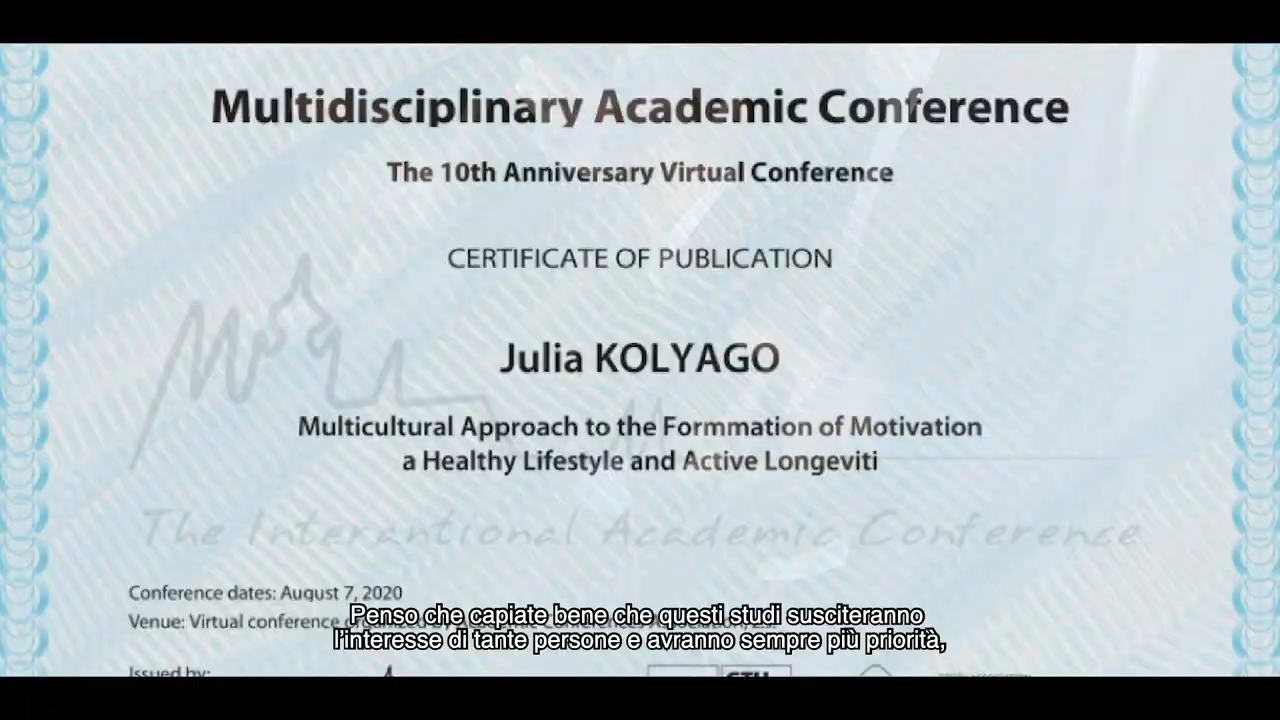 Multidisciplinary Academic Conference
The 10th Anniversary Virtual Conference
CERTIFICATE OF PUBLICATION
Julia KOLYAGO
Multicultural Approach to the Formmation of Motivation
a Healthy Lifestyle and Active Longeviti
The Interantional Academic Conference
Conference dates: August 7, 2020
Venue: Virtual conference
Penso che capiate bene che questi studi susciteranno
l'interesse di tante persone e avranno sempre più priorità,
Issued by: